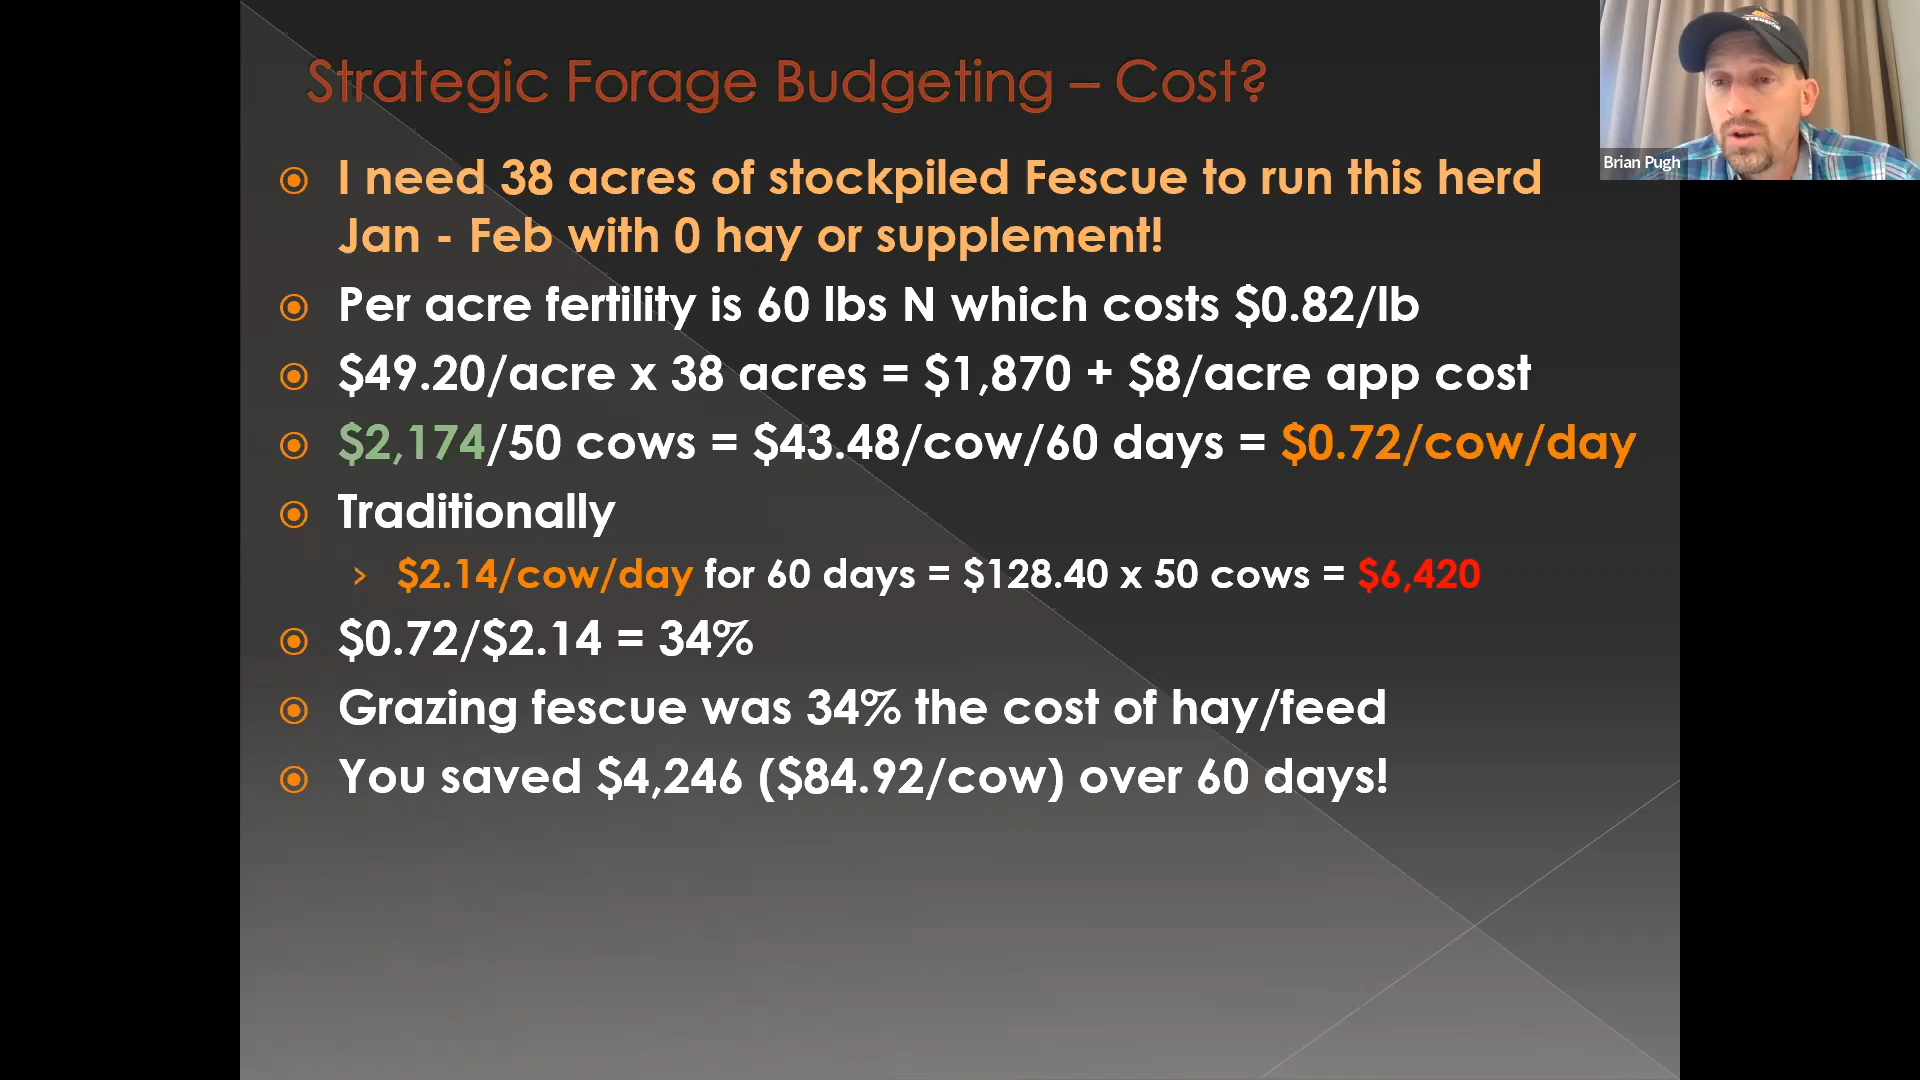 Strategic Forage Budgeting – Cost?
I need 38 acres of stockpiled Fescue to run this herd
Jan - Feb with 0 hay or supplement!
Per acre fertility is 60 lbs N which costs $0.82/lb
$49.20/acre x 38 acres = $1,870 + $8/acre app cost
$2,174/50 cows = $43.48/cow/60 days = $0.72/cow/day
Traditionally
$2.14/cow/day for 60 days = $128.40 x 50 cows = $6,420
$0.72/$2.14 = 34%
Grazing fescue was 34% the cost of hay/feed
You saved $4,246 ($84.92/cow) over 60 days!
EXTENSION
Brian Pugh